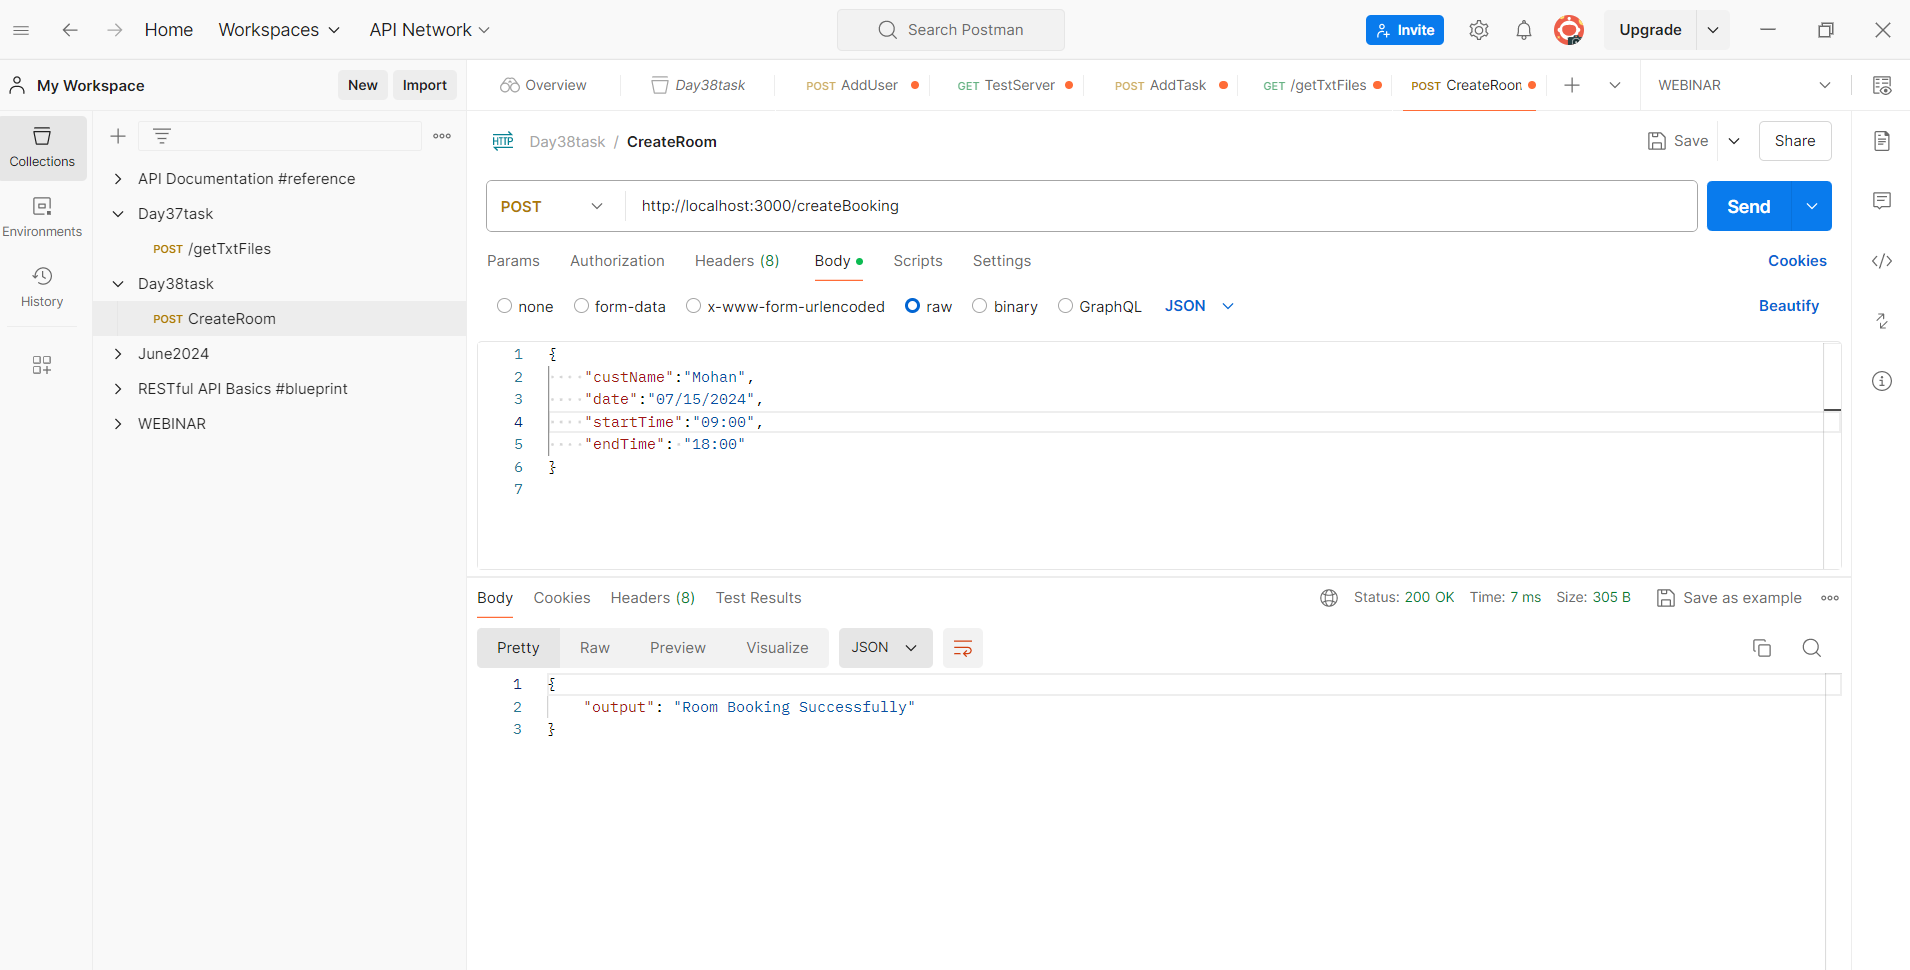 Home Workspaces API Network Search Postman Invite Upgrade
My Workspace New Import
Overview Day38task POST AddUser GET TestServer POST AddTask GET /getTxtFiles POST CreateRoom WEBINAR
Collections
Environments
History
API Documentation #reference
Day37task
POST /getTxtFiles
Day38task
POST CreateRoom
June2024
RESTful API Basics #blueprint
WEBINAR
HTTP Day38task / CreateRoom Save Share
POST http://localhost:3000/createBooking Send
Params Authorization Headers (8) Body Scripts Settings Cookies
none form-data x-www-form-urlencoded raw binary GraphQL JSON Beautify
1 {
2 "custName":"Mohan",
3 "date":"07/15/2024",
4 "startTime":"09:00",
5 "endTime": "18:00"
6 }
7
Body Cookies Headers (8) Test Results Status: 200 OK Time: 7 ms Size: 305 B Save as example
Pretty Raw Preview Visualize JSON
1 {
2 "output": "Room Booking Successfully"
3 }